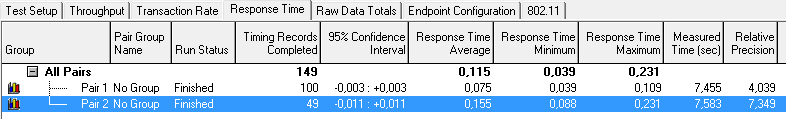 Test Setup Throughput Transaction Rate Response Time Raw Data Totals Endpoint Configuration 802.11
Group Pair Group Name Run Status Timing Records Completed 95% Confidence Interval Response Time Average Response Time Minimum Response Time Maximum Measured Time (sec) Relative Precision
All Pairs 149 0,115 0,039 0,231
Pair 1 No Group Finished 100 -0,003 : +0,003 0,075 0,039 0,109 7,455 4,039
Pair 2 No Group Finished 49 -0,011 : +0,011 0,155 0,088 0,231 7,583 7,349